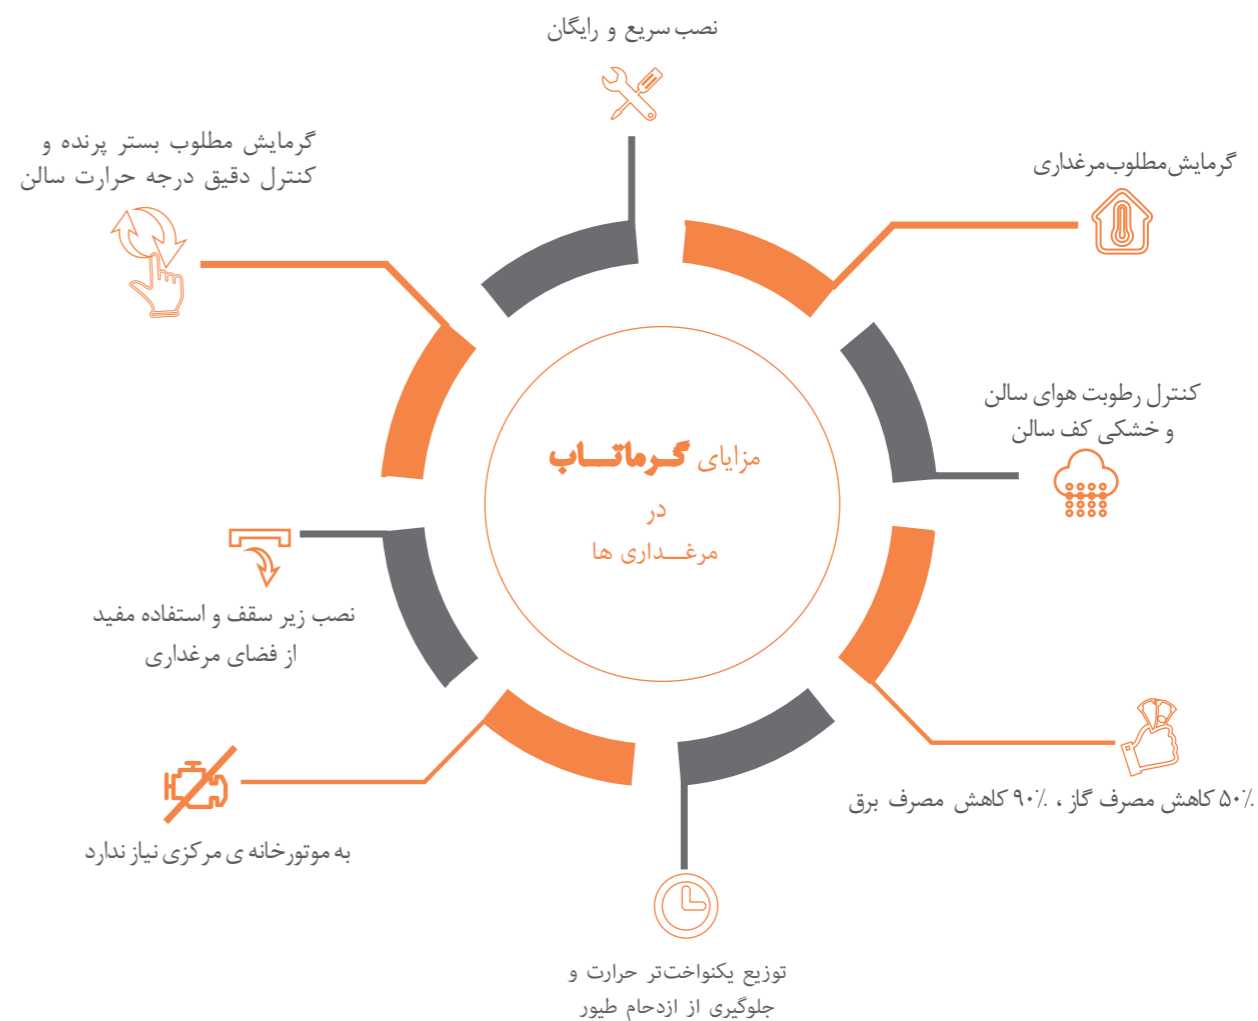 نصب سریع و رایگان
گرمایش مطلوب مرغداری
گرمایش مطلوب بستر پرنده و
کنترل دقیق درجه حرارت سالن
کنترل رطوبت هوای سالن
و خشکی کف سالن
مزایای گــرماتـــاب
در
مرغـــداری ها
نصب زیر سقف و استفاده مفید
از فضای مرغداری
۵۰٪ کاهش مصرف گاز ، ۹۰٪ کاهش مصرف برق
به موتورخانه ی مرکزی نیاز ندارد
توزیع یکنواخت‌تر حرارت و
جلوگیری از ازدحام طیور